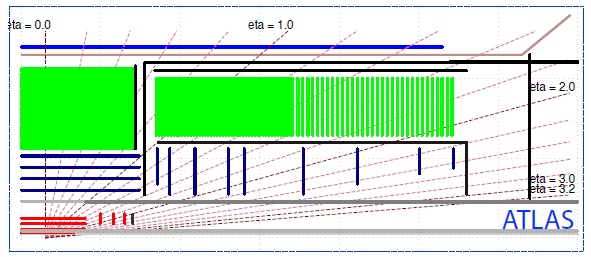 eta = 0.0
eta = 1.0
eta = 2.0
eta = 3.0
eta = 3.2
ATLAS